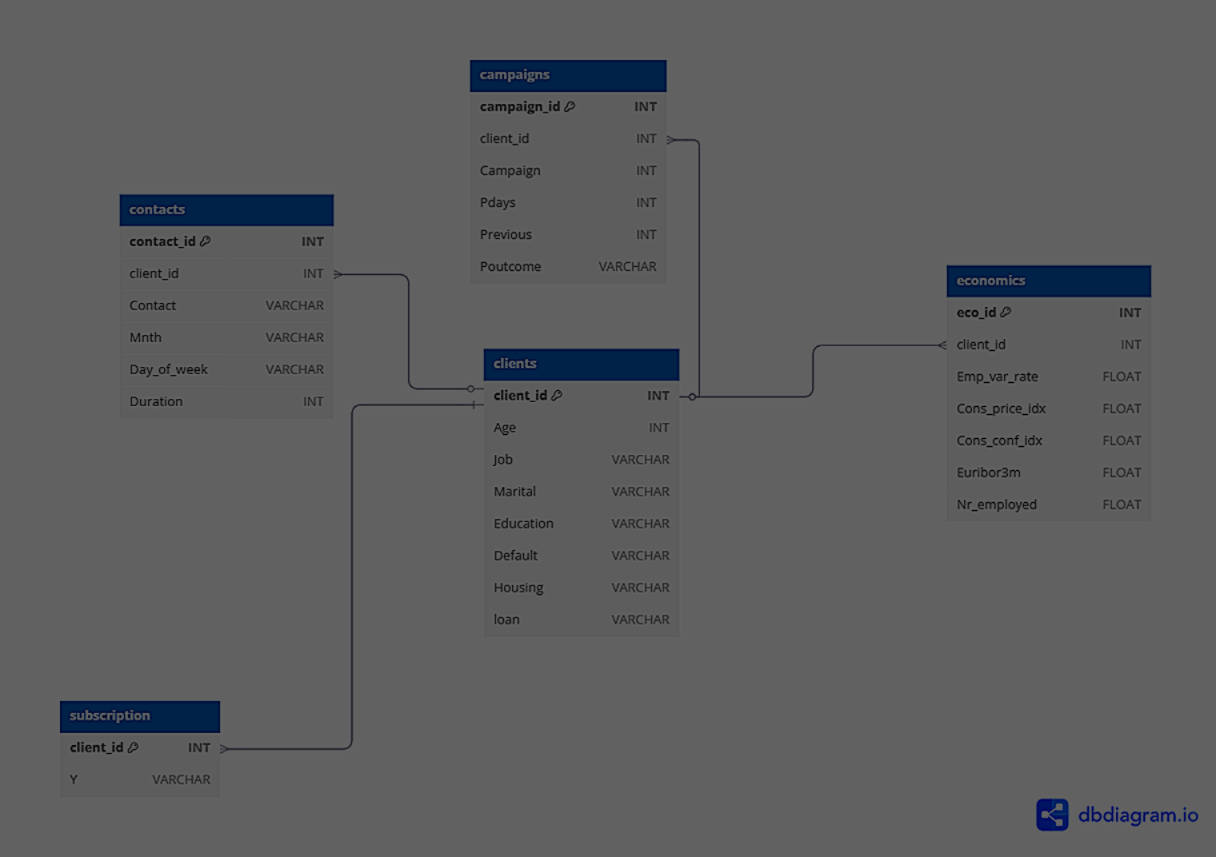 campaigns
campaign_id INT
client_id INT
Campaign INT
Pdays INT
Previous INT
Poutcome VARCHAR
contacts
contact_id INT
client_id INT
Contact VARCHAR
Mnth VARCHAR
Day_of_week VARCHAR
Duration INT
economics
eco_id INT
client_id INT
Emp_var_rate FLOAT
Cons_price_idx FLOAT
Cons_conf_idx FLOAT
Euribor3m FLOAT
Nr_employed FLOAT
clients
client_id INT
Age INT
Job VARCHAR
Marital VARCHAR
Education VARCHAR
Default VARCHAR
Housing VARCHAR
loan VARCHAR
subscription
client_id INT
Y VARCHAR
dbdiagram.io